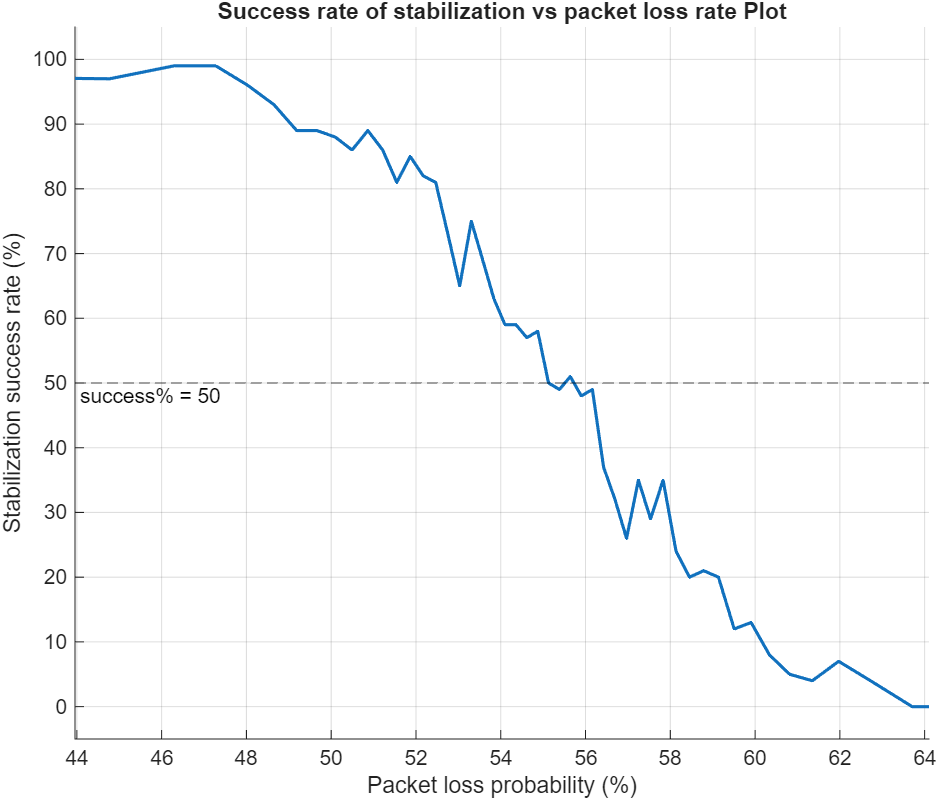 Success rate of stabilization vs packet loss rate Plot
Stabilization success rate (%)
100
90
80
70
60
50
success% = 50
40
30
20
10
0
44 46 48 50 52 54 56 58 60 62 64
Packet loss probability (%)